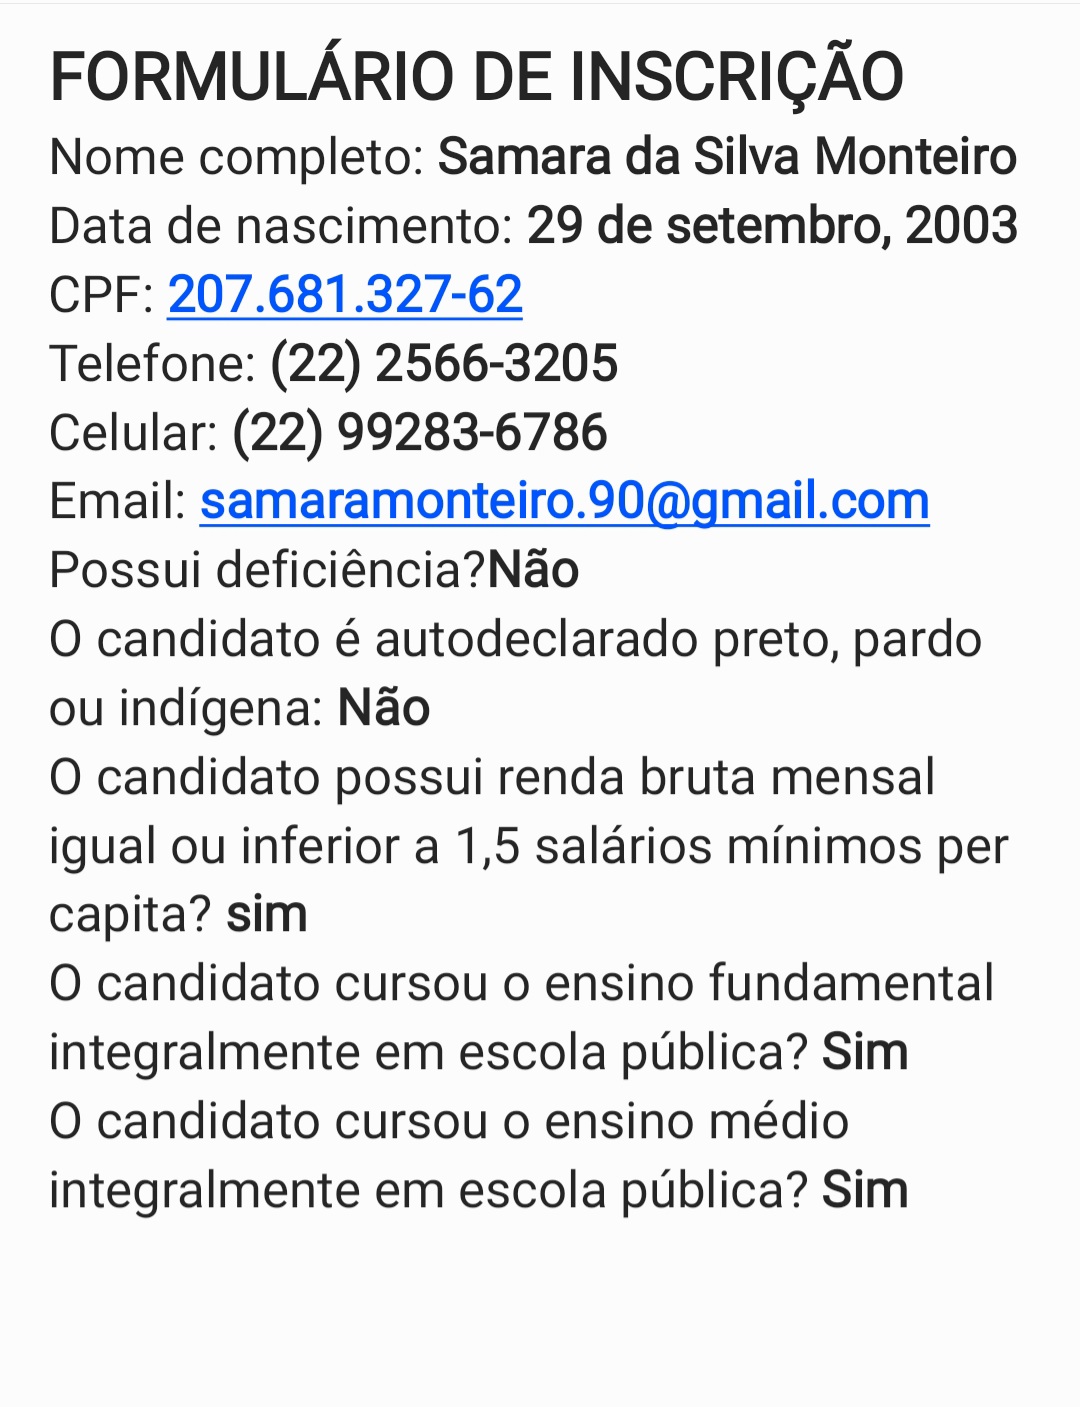 FORMULÁRIO DE INSCRIÇÃO
Nome completo: Samara da Silva Monteiro
Data de nascimento: 29 de setembro, 2003
CPF: 207.681.327-62
Telefone: (22) 2566-3205
Celular: (22) 99283-6786
Email: samaramonteiro.90@gmail.com
Possui deficiência?Não
O candidato é autodeclarado preto, pardo
ou indígena: Não
O candidato possui renda bruta mensal
igual ou inferior a 1,5 salários mínimos per
capita? sim
O candidato cursou o ensino fundamental
integralmente em escola pública? Sim
O candidato cursou o ensino médio
integralmente em escola pública? Sim